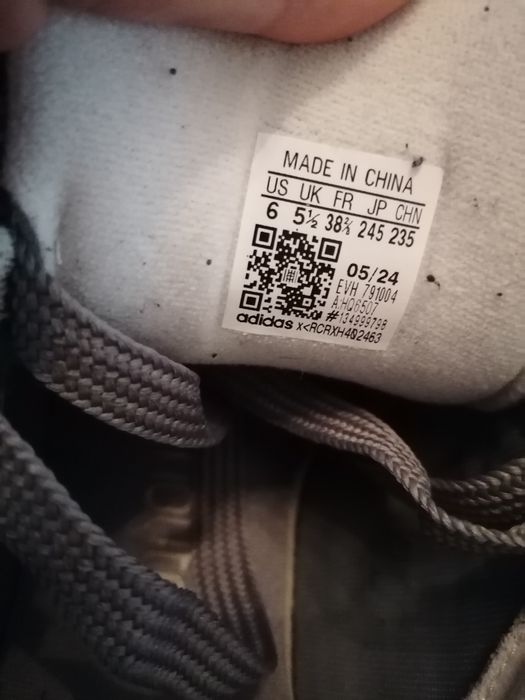 MADE IN CHINA
US UK FR JP CHN
6 5½ 38⅔ 245 235
05/24
EVH 791004
A:HQ6507
#134999798
adidas X<RCRXH492463